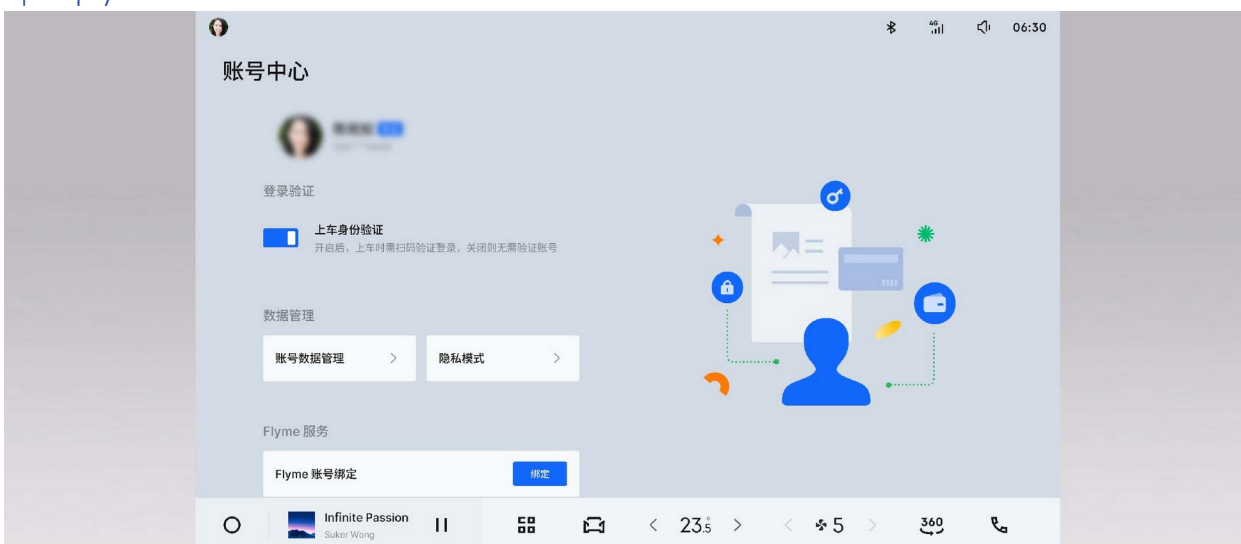 4G
06:30
账号中心
登录验证
上车身份验证
开启后，上车时需扫码验证登录，关闭则无需验证账号
数据管理
账号数据管理
隐私模式
Flyme 服务
Flyme 账号绑定
绑定
Infinite Passion
Suker Wong
23.5°
5
360